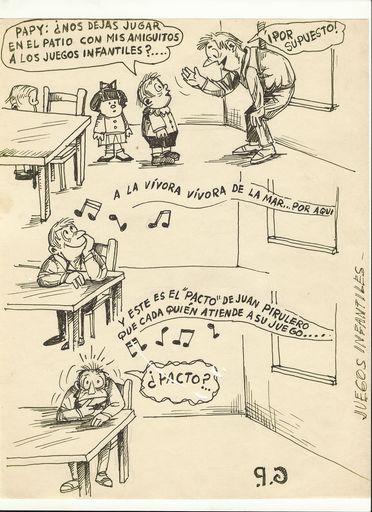 PAPY: ¿NOS DEJAS JUGAR
EN EL PATIO CON MIS AMIGUITOS
A LOS JUEGOS INFANTILES?....
¡POR
SUPUESTO!
A LA VÍVORA VÍVORA DE LA MAR...POR AQUI
Y ESTE ES EL "PACTO" DE JUAN PIRULERO
QUE CADA QUIÉN ATIENDE A SU JUEGO....
¿PACTO?..
JUEGOS INFANTILES-